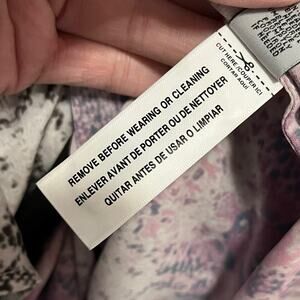 CUT HERE / COUPER ICI
CORTAR AQUÍ
REMOVE BEFORE WEARING OR CLEANING
ENLEVER AVANT DE PORTER OU DE NETTOYER
QUITAR ANTES DE USAR O LIMPIAR